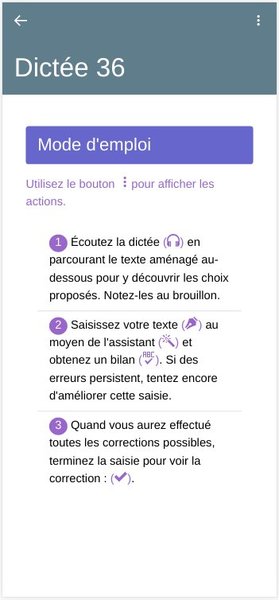 Dictée 36
Mode d'emploi
Utilisez le bouton ⋮ pour afficher les
actions.
1 Écoutez la dictée (🎧) en
parcourant le texte aménagé au-
dessous pour y découvrir les choix
proposés. Notez-les au brouillon.
2 Saisissez votre texte (✒) au
moyen de l'assistant (🪄) et
obtenez un bilan (ABC✓). Si des
erreurs persistent, tentez encore
d'améliorer cette saisie.
3 Quand vous aurez effectué
toutes les corrections possibles,
terminez la saisie pour voir la
correction : (✔).